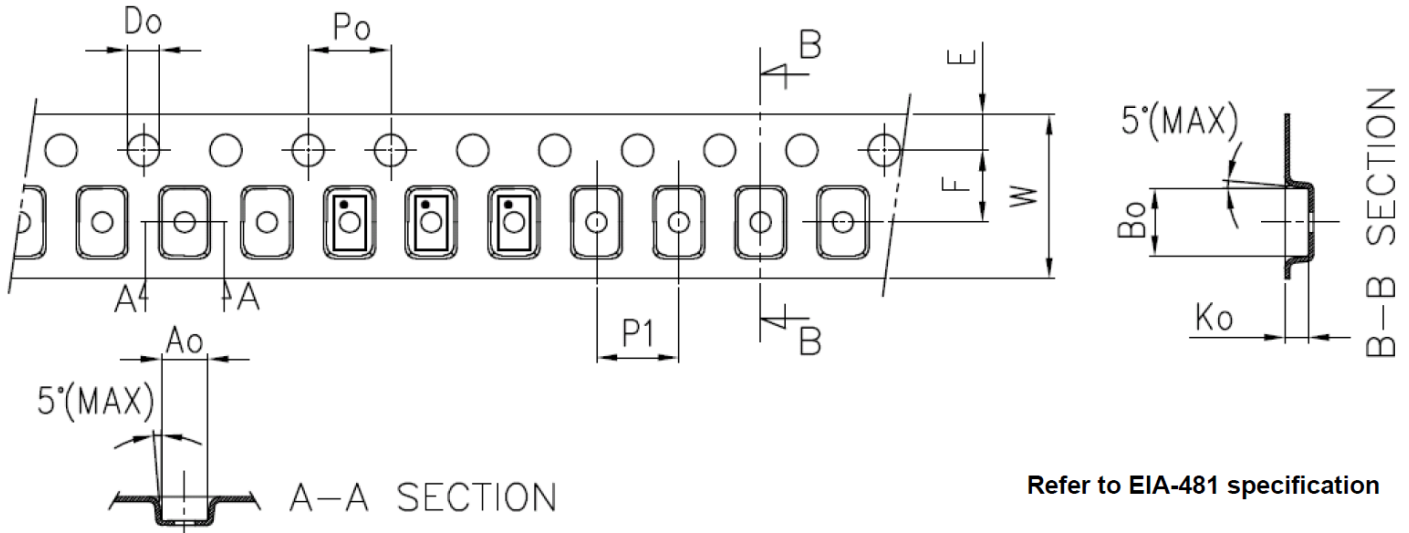 Do
Po
B
E
5°(MAX)
B-B SECTION
F
W
Bo
A
A
Ko
P1
B
Ao
5°(MAX)
A-A SECTION
Refer to EIA-481 specification